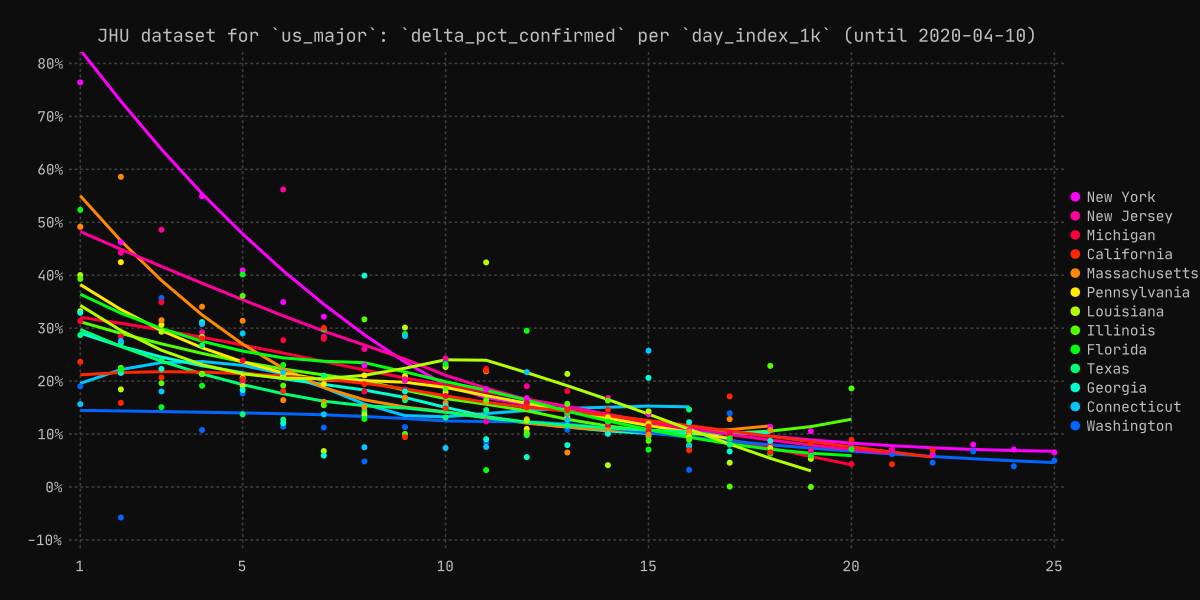 JHU dataset for `us_major`: `delta_pct_confirmed` per `day_index_1k` (until 2020-04-10)
80%
70%
60%
50%
40%
30%
20%
10%
0%
-10%
1 5 10 15 20 25
New York
New Jersey
Michigan
California
Massachusetts
Pennsylvania
Louisiana
Illinois
Florida
Texas
Georgia
Connecticut
Washington